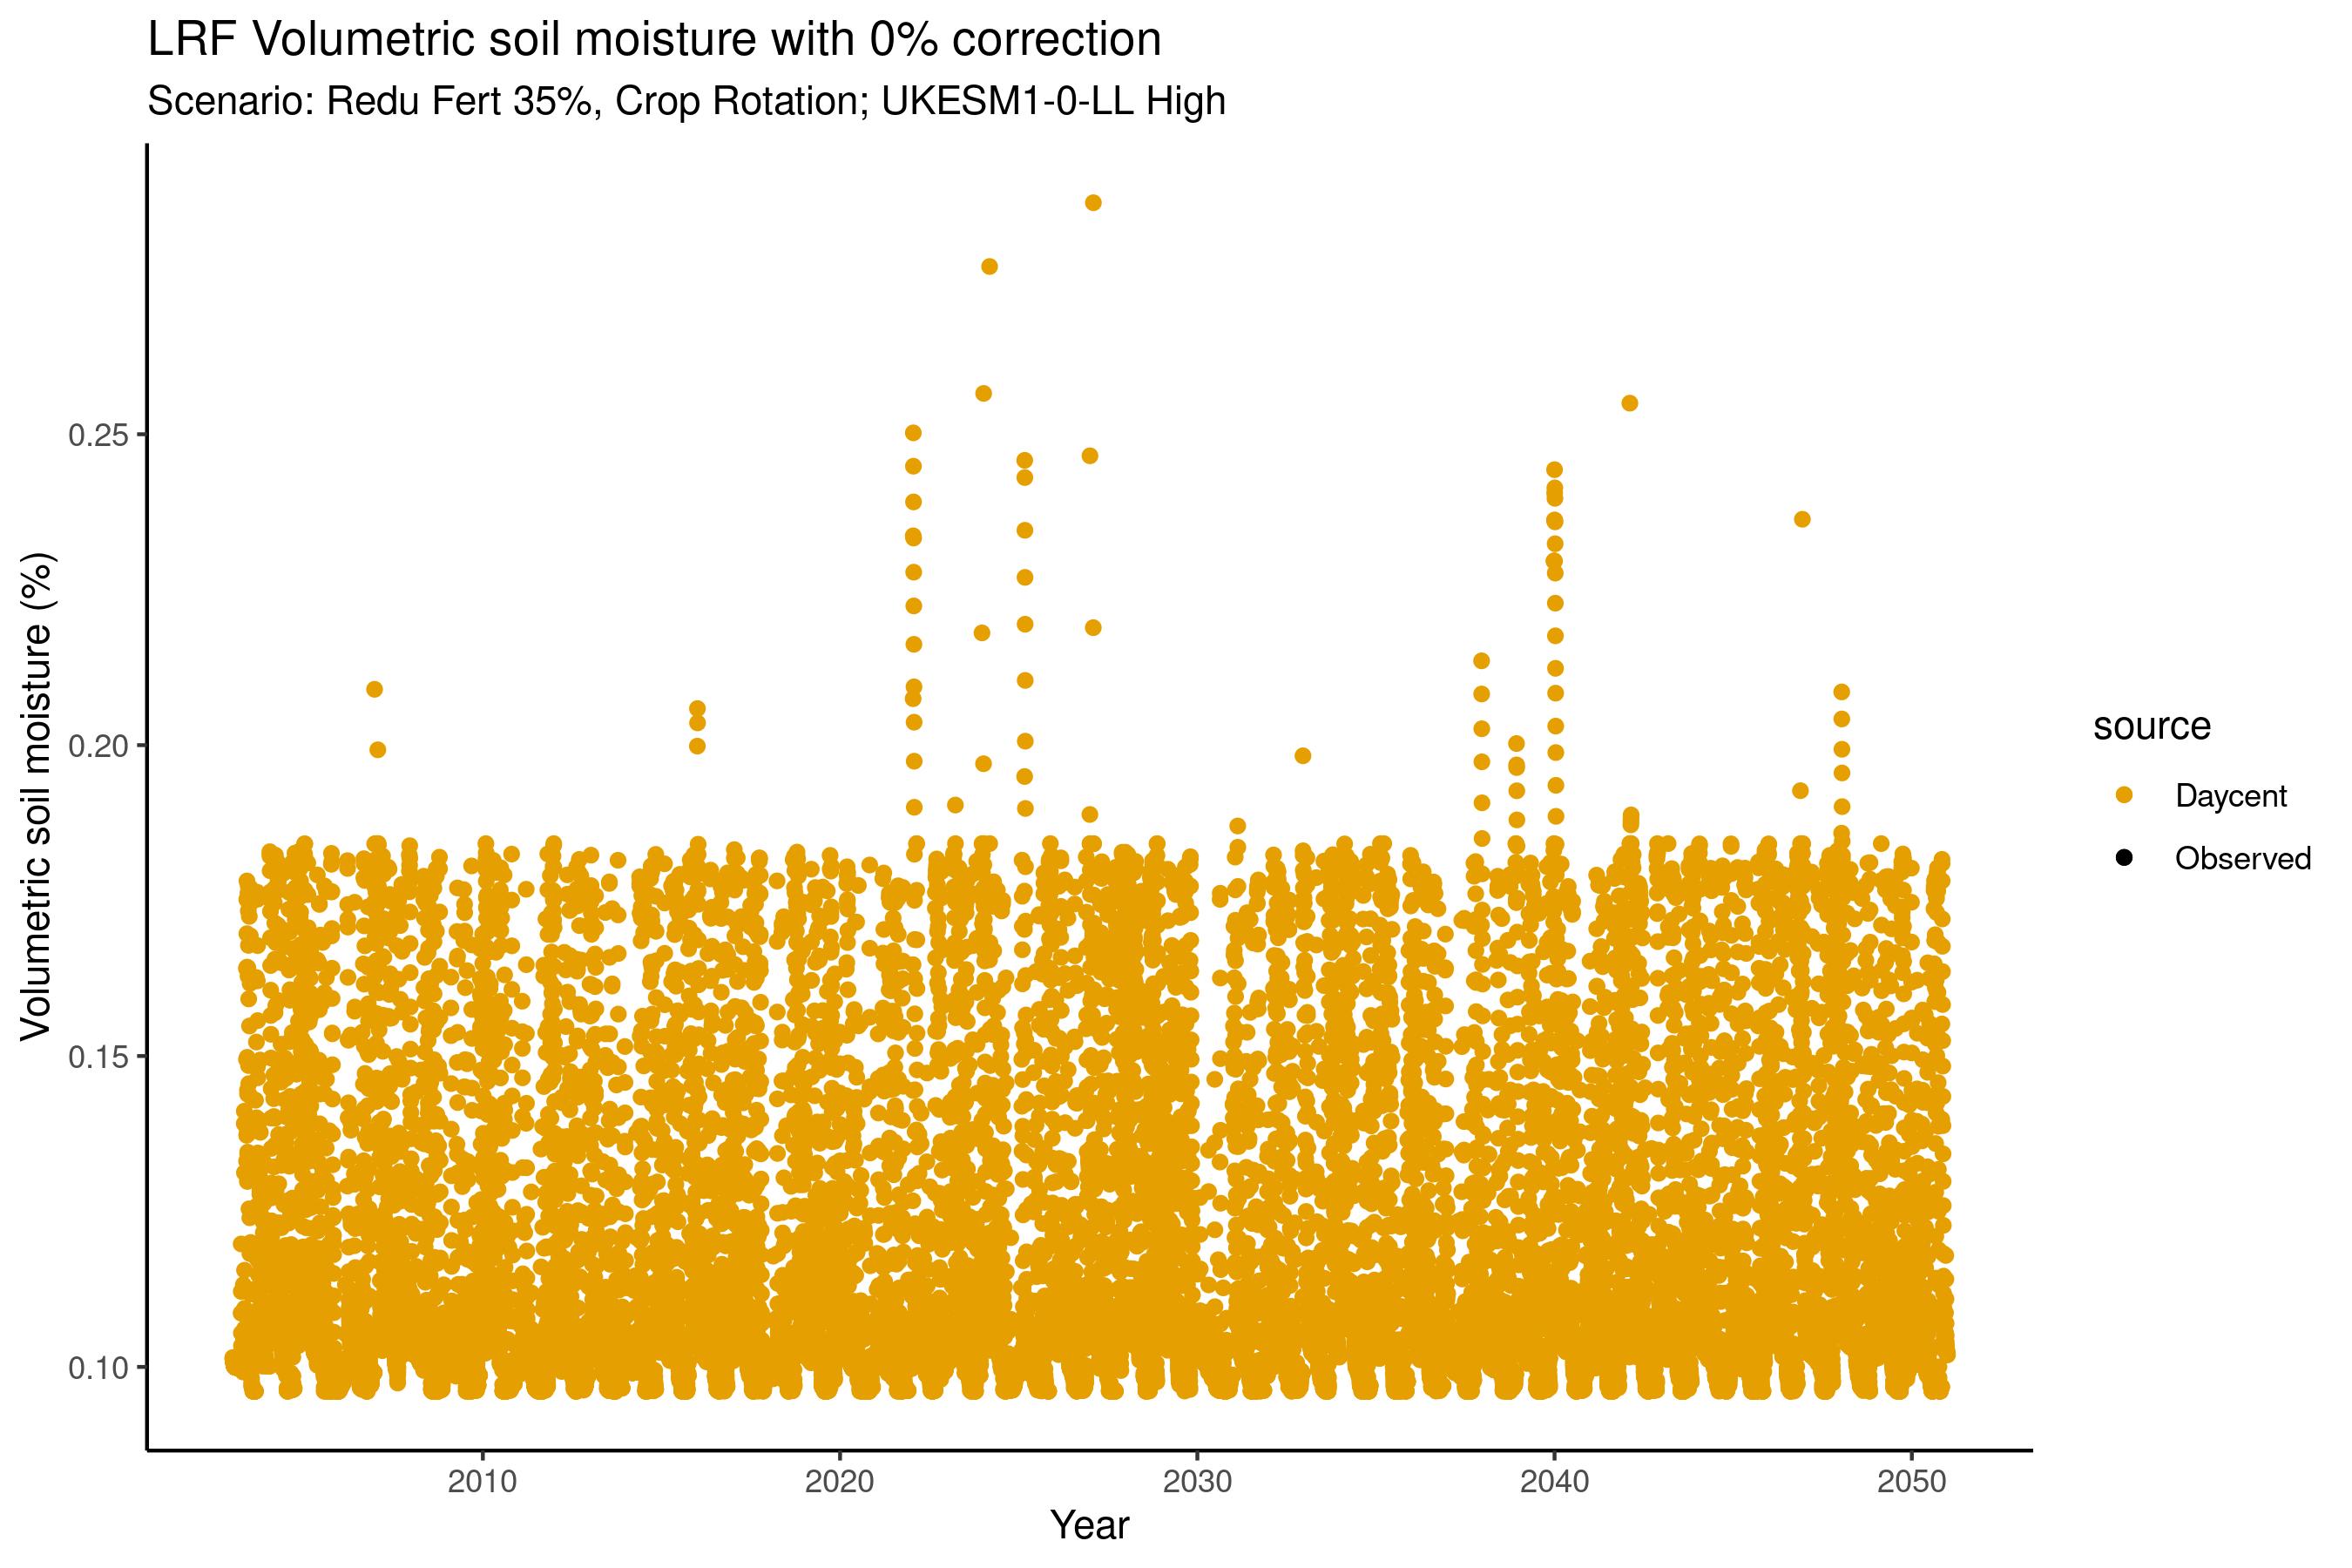 LRF Volumetric soil moisture with 0% correction
Scenario: Redu Fert 35%, Crop Rotation; UKESM1-0-LL High
Volumetric soil moisture (%)
0.25
0.20
0.15
0.10
2010
2020
2030
2040
2050
Year
source
Daycent
Observed